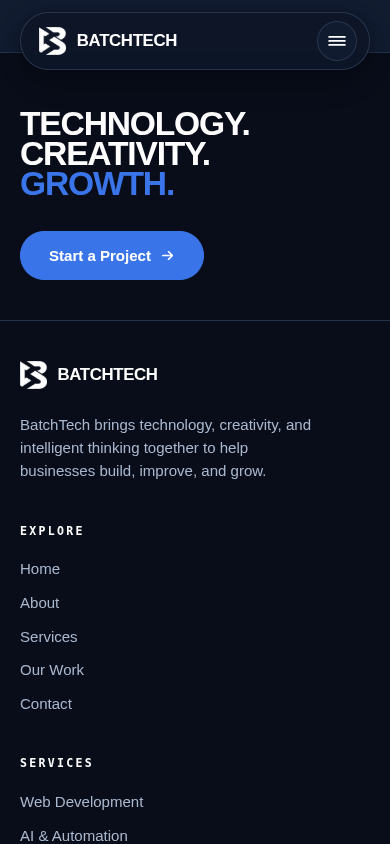 BATCHTECH
TECHNOLOGY.
CREATIVITY.
GROWTH.
Start a Project →
BATCHTECH
BatchTech brings technology, creativity, and
intelligent thinking together to help
businesses build, improve, and grow.
EXPLORE
Home
About
Services
Our Work
Contact
SERVICES
Web Development
AI & Automation